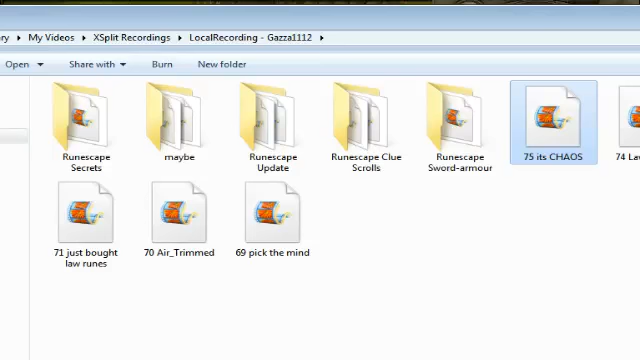 ry ▸ My Videos ▸ XSplit Recordings ▸ LocalRecording - Gazza1112 ▸
Open Share with Burn New folder
Runescape
Secrets
maybe
Runescape
Update
Runescape Clue
Scrolls
Runescape
Sword-armour
75 its CHAOS
74 Lav
71 just bought
law runes
70 Air_Trimmed
69 pick the mind